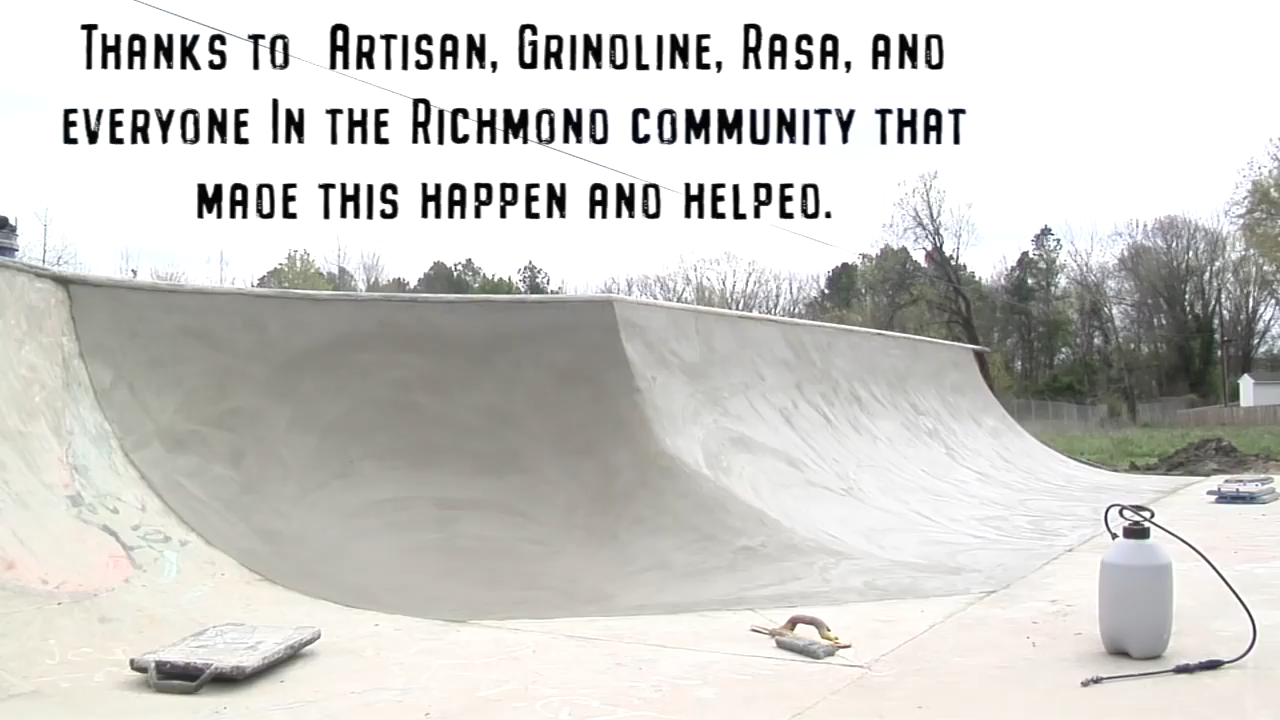 Thanks to Artisan, Grindline, Rasa, and
everyone In the Richmond community that
made this happen and helped.